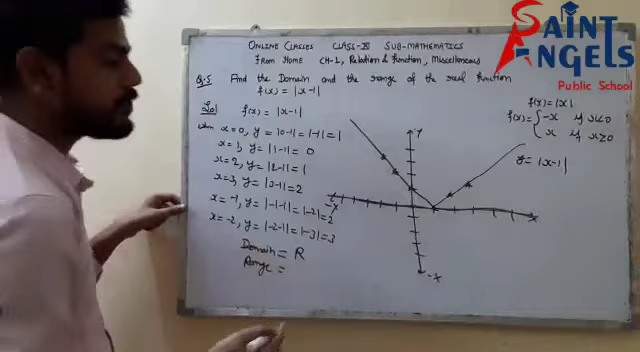 SAINT
ANGELS
Public School
ONLINE CLASSES CLASS-XI SUB-MATHEMATICS
FROM HOME CH-1, Relation & function, Miscellaneous
Q.5 Find the Domain and the range of the real function
f(x) = |x-1|
Sol f(x) = |x-1|
when x=0, y= |0-1| = |-1| = 1
x=1, y= |1-1| = 0
x=2, y= |2-1| = 1
x=3, y= |3-1| = 2
x=-1, y= |-1-1| = |-2| = 2
x=-2, y= |-2-1| = |-3| = 3
Domain = R
Range =
f(x) = |x|
f(x) = { -x if x<0
x if x≥0
y = |x-1|
Y
-X
X
-X